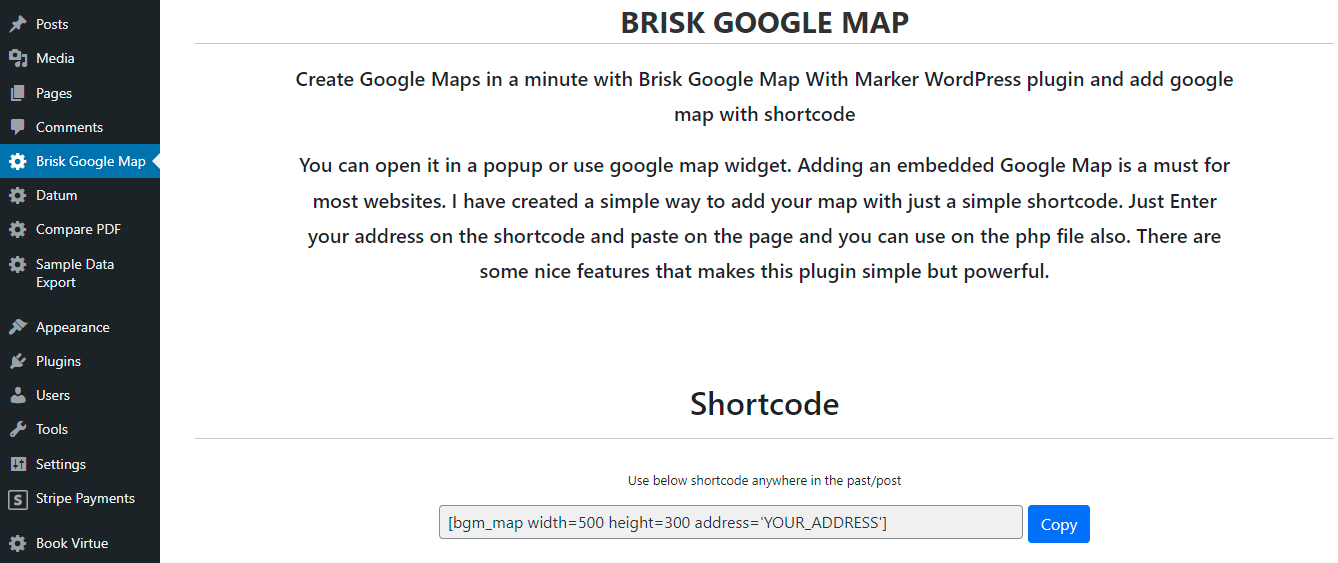 Posts
Media
Pages
Comments
Brisk Google Map
Datum
Compare PDF
Sample Data
Export
Appearance
Plugins
Users
Tools
Settings
S Stripe Payments
Book Virtue
BRISK GOOGLE MAP
Create Google Maps in a minute with Brisk Google Map With Marker WordPress plugin and add google
map with shortcode
You can open it in a popup or use google map widget. Adding an embedded Google Map is a must for
most websites. I have created a simple way to add your map with just a simple shortcode. Just Enter
your address on the shortcode and paste on the page and you can use on the php file also. There are
some nice features that makes this plugin simple but powerful.
Shortcode
Use below shortcode anywhere in the past/post
[bgm_map width=500 height=300 address='YOUR_ADDRESS']
Copy